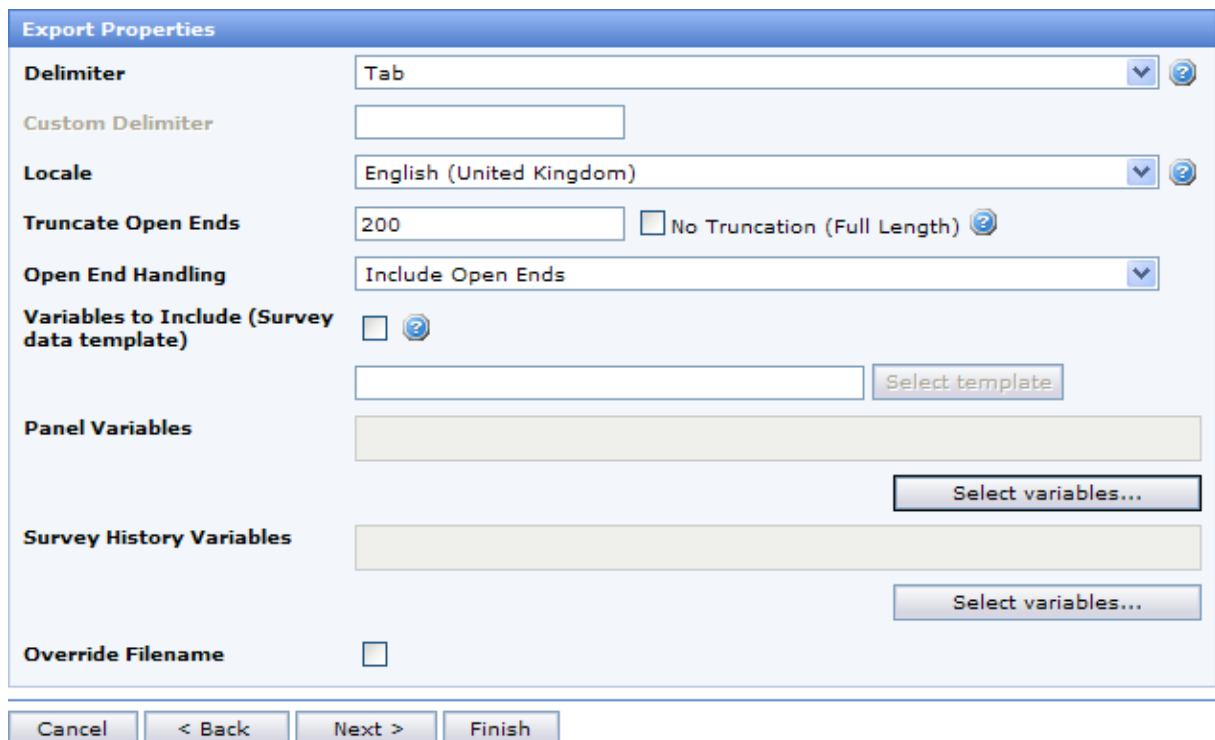 Export Properties
Delimiter Tab
Custom Delimiter
Locale English (United Kingdom)
Truncate Open Ends 200 No Truncation (Full Length)
Open End Handling Include Open Ends
Variables to Include (Survey
data template)
Select template
Panel Variables
Select variables...
Survey History Variables
Select variables...
Override Filename
Cancel < Back Next > Finish